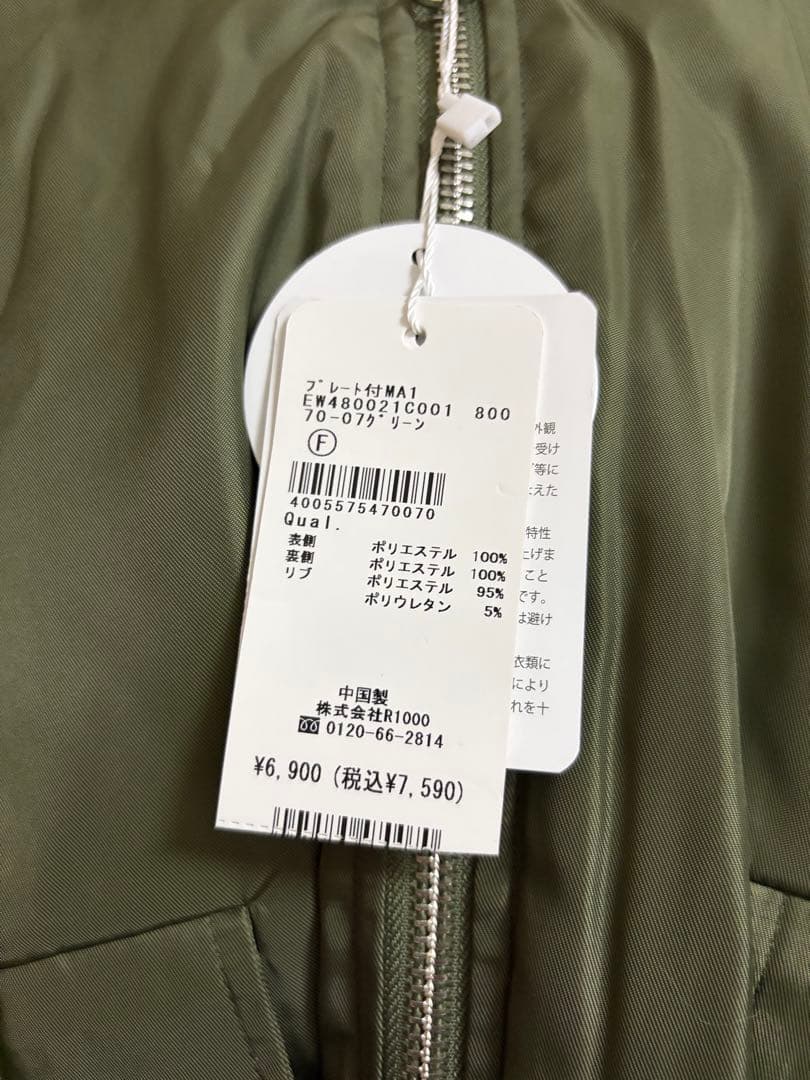 プレート付MA1
EW480021C001 800
70-07グリーン
Ⓕ
4005575470070
Qual.
表側 ポリエステル 100%
裏側 ポリエステル 100%
リブ ポリエステル 95%
ポリウレタン 5%
中国製
株式会社R1000
0120-66-2814
¥6,900 (税込¥7,590)
外観
受け
等に
えた
特性
上げま
こと
です。
は避け
衣類に
により
れを十